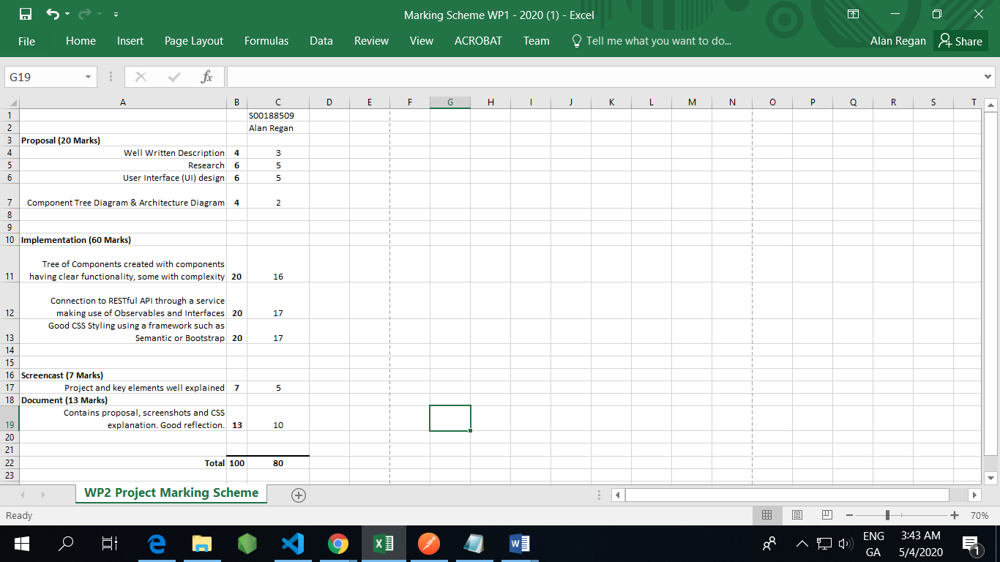 Marking Scheme WP1 - 2020 (1) - Excel
File Home Insert Page Layout Formulas Data Review View ACROBAT Team Tell me what you want to do... Alan Regan Share
G19 fx
A B C D E F G H I J K L M N O P Q R S T
1 S00188509
2 Alan Regan
3 Proposal (20 Marks)
4 Well Written Description 4 3
5 Research 6 5
6 User Interface (UI) design 6 5
7 Component Tree Diagram & Architecture Diagram 4 2
8
9
10 Implementation (60 Marks)
Tree of Components created with components
11 having clear functionality, some with complexity 20 16
Connection to RESTful API through a service
12 making use of Observables and Interfaces 20 17
Good CSS Styling using a framework such as
13 Semantic or Bootstrap 20 17
14
15
16 Screencast (7 Marks)
17 Project and key elements well explained 7 5
18 Document (13 Marks)
Contains proposal, screenshots and CSS
19 explanation. Good reflection. 13 10
20
21
22 Total 100 80
23
WP2 Project Marking Scheme
Ready 70%
ENG 3:43 AM
GA 5/4/2020 1